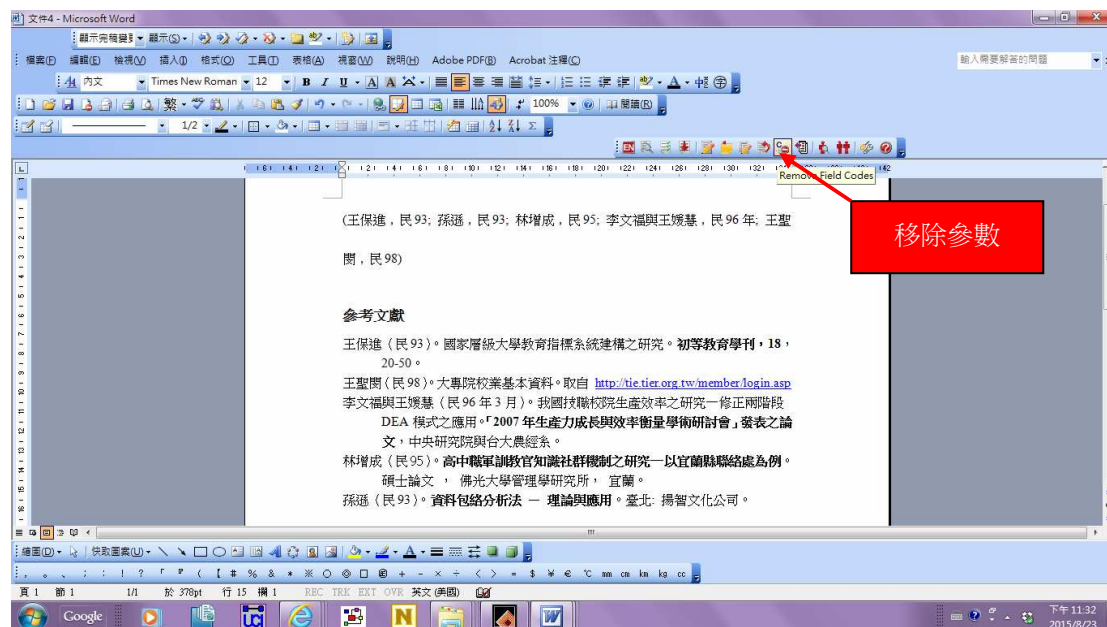 文件4 - Microsoft Word
顯示(S)
檔案(F) 編輯(E) 檢視(V) 插入(I) 格式(O) 工具(T) 表格(A) 視窗(W) 說明(H) Adobe PDF(B) Acrobat 注釋(C) 輸入需要解答的問題
內文 Times New Roman 12 B I U A A A
100% 閱讀(R)
1/2
Remove Field Codes
移除參數
(王保進，民 93; 孫遜，民 93; 林增成，民 95; 李文福與王媛慧，民 96 年; 王聖
閔，民 98)
參考文獻
王保進（民 93）。國家層級大學教育指標系統建構之研究。初等教育學刊，18，
20-50。
王聖閔（民 98）。大專院校業基本資料。取自 http://tie.tier.org.tw/member/login.asp
李文福與王媛慧（民 96 年 3 月）。我國技職校院生產效率之研究－修正兩階段
DEA 模式之應用。「2007 年生產力成長與效率衡量學術研討會」發表之論
文，中央研究院與台大農經系。
林增成（民 95）。高中職軍訓教官知識社群機制之研究—以宜蘭縣聯絡處為例。
碩士論文 ， 佛光大學管理學研究所， 宜蘭。
孫遜（民 93）。資料包絡分析法 — 理論與應用。臺北: 揚智文化公司。
繪圖(D) 快取圖案(U)
, 。 、 ; : ! ? 「 『 ( 【 # % & * ※ ○ ◎ □ @ + - × ÷ < > = $ ¥ € ℃ mm cm km kg cc
頁 1 節 1 1/1 於 378pt 行 15 欄 1 REC TRK EXT OVR 英文 (美國)
Google 下午 11:32
2015/8/23